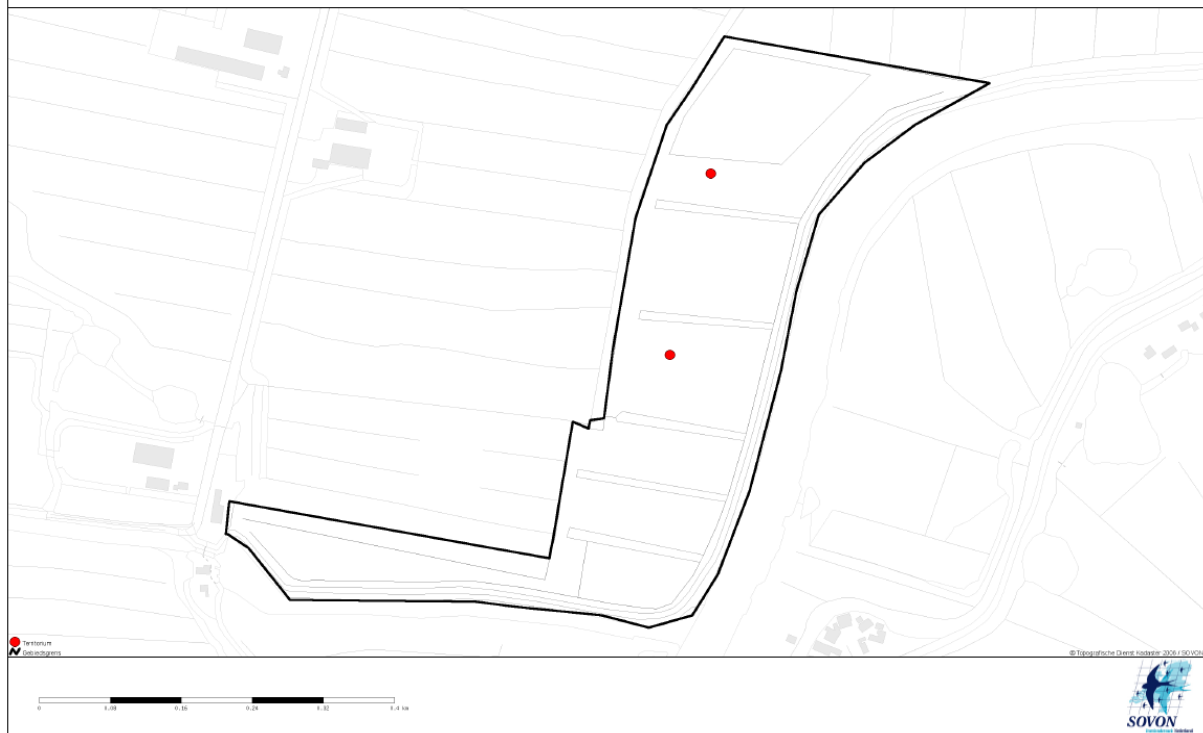 Territorium
Gebiedsgrens
© Topografische Dienst Kadaster 2006 / SOVON
0 0.08 0.16 0.24 0.32 0.4 km
SOVON